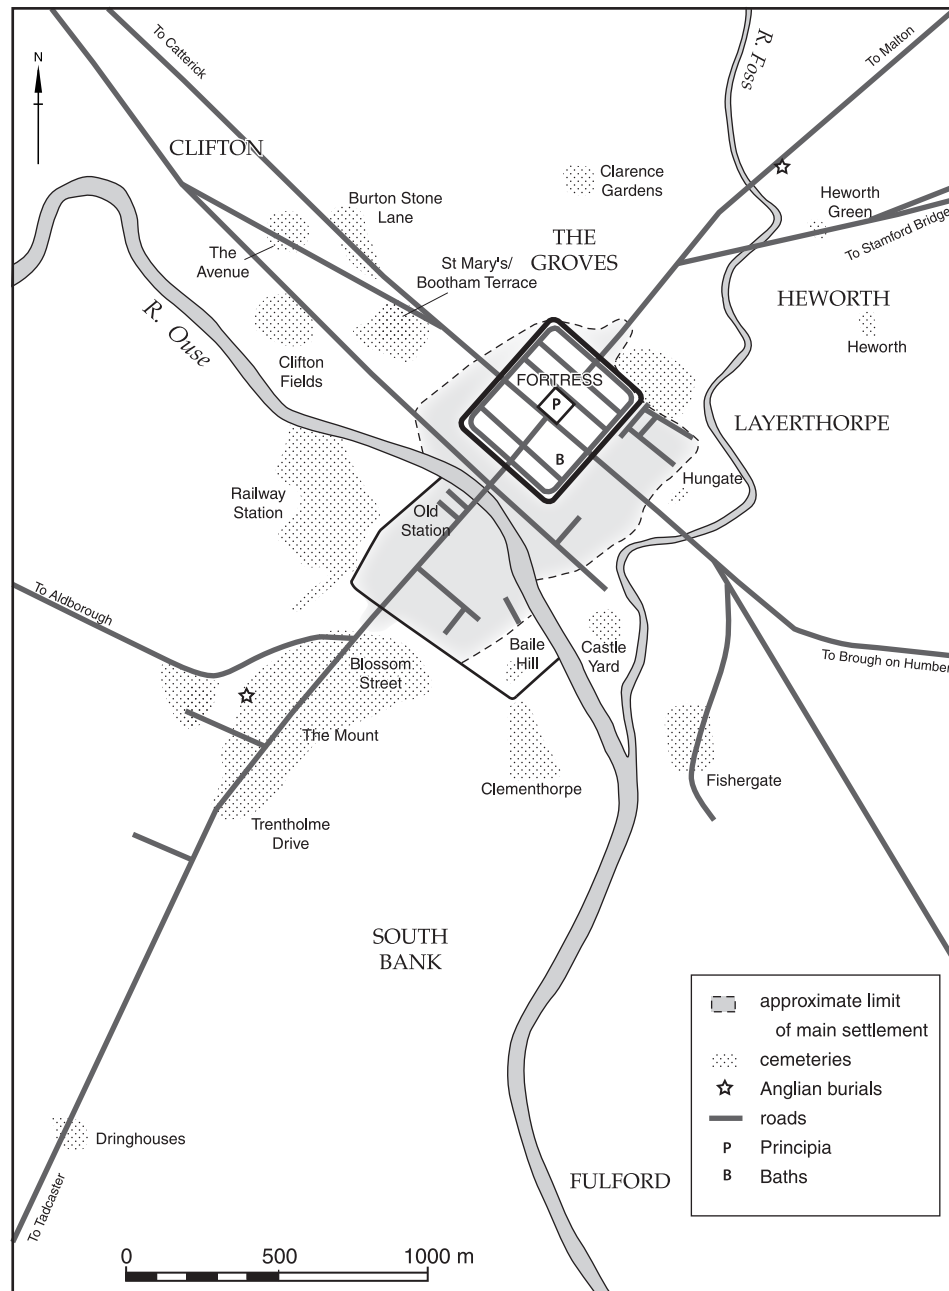 N
To Catterick
R. Foss
To Malton
CLIFTON
Clarence
Gardens
Burton Stone
Lane
Heworth
Green
The
Avenue
THE
GROVES
To Stamford Bridge
St Mary's/
Bootham Terrace
HEWORTH
R. Ouse
Heworth
Clifton
Fields
FORTRESS
P
LAYERTHORPE
B
Hungate
Railway
Station
Old
Station
To Aldborough
Baile
Hill
Castle
Yard
To Brough on Humber
Blossom
Street
The Mount
Clementhorpe
Fishergate
Trentholme
Drive
SOUTH
BANK
approximate limit
of main settlement
cemeteries
Anglian burials
roads
P Principia
B Baths
Dringhouses
FULFORD
To Tadcaster
0 500 1000 m